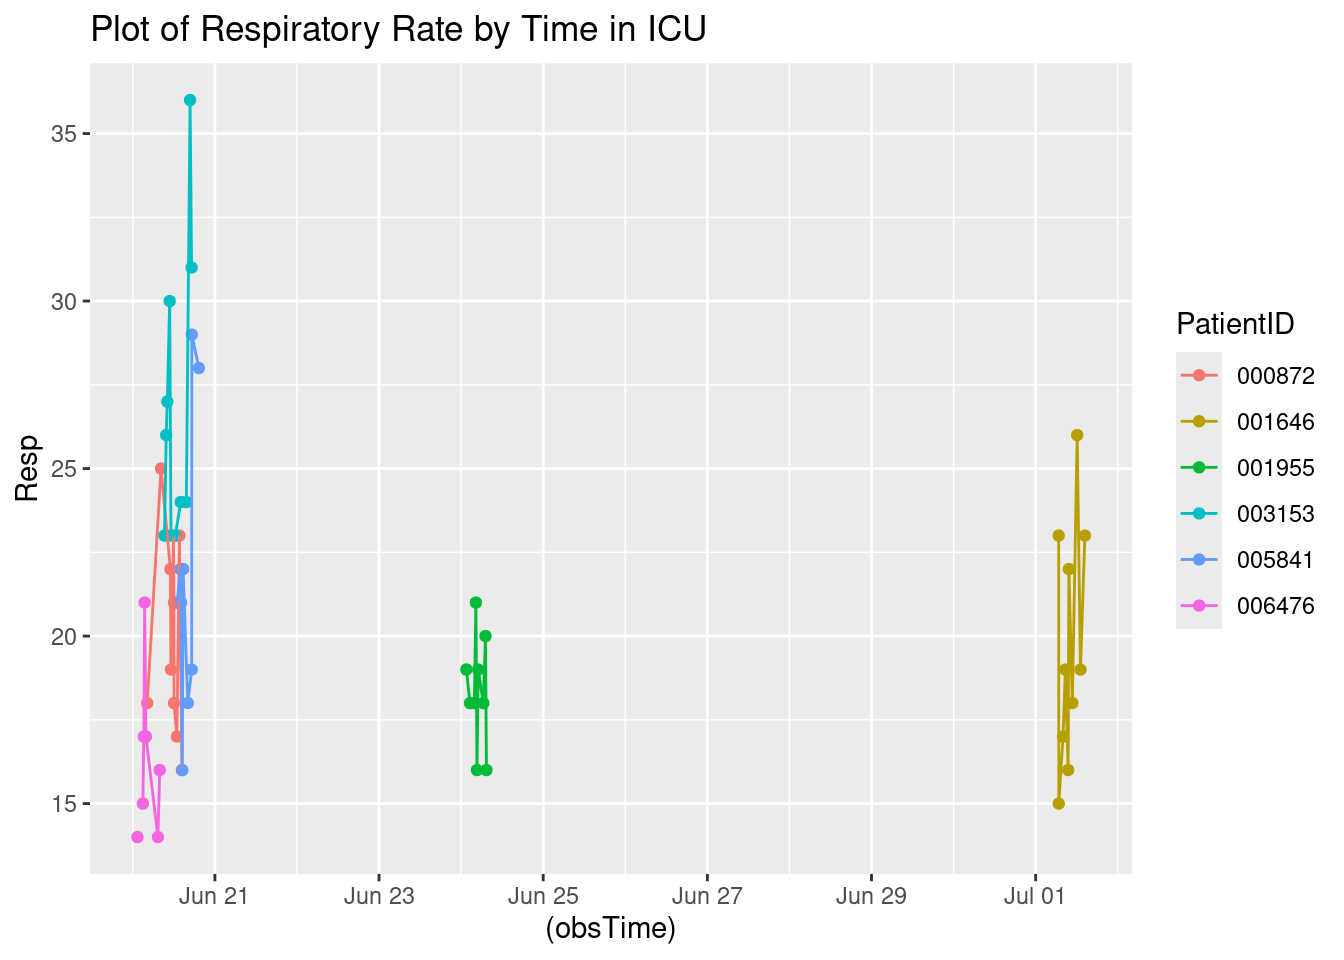 Plot of Respiratory Rate by Time in ICU
35
30
25
20
15
Resp
Jun 21
Jun 23
Jun 25
Jun 27
Jun 29
Jul 01
(obsTime)
PatientID
000872
001646
001955
003153
005841
006476